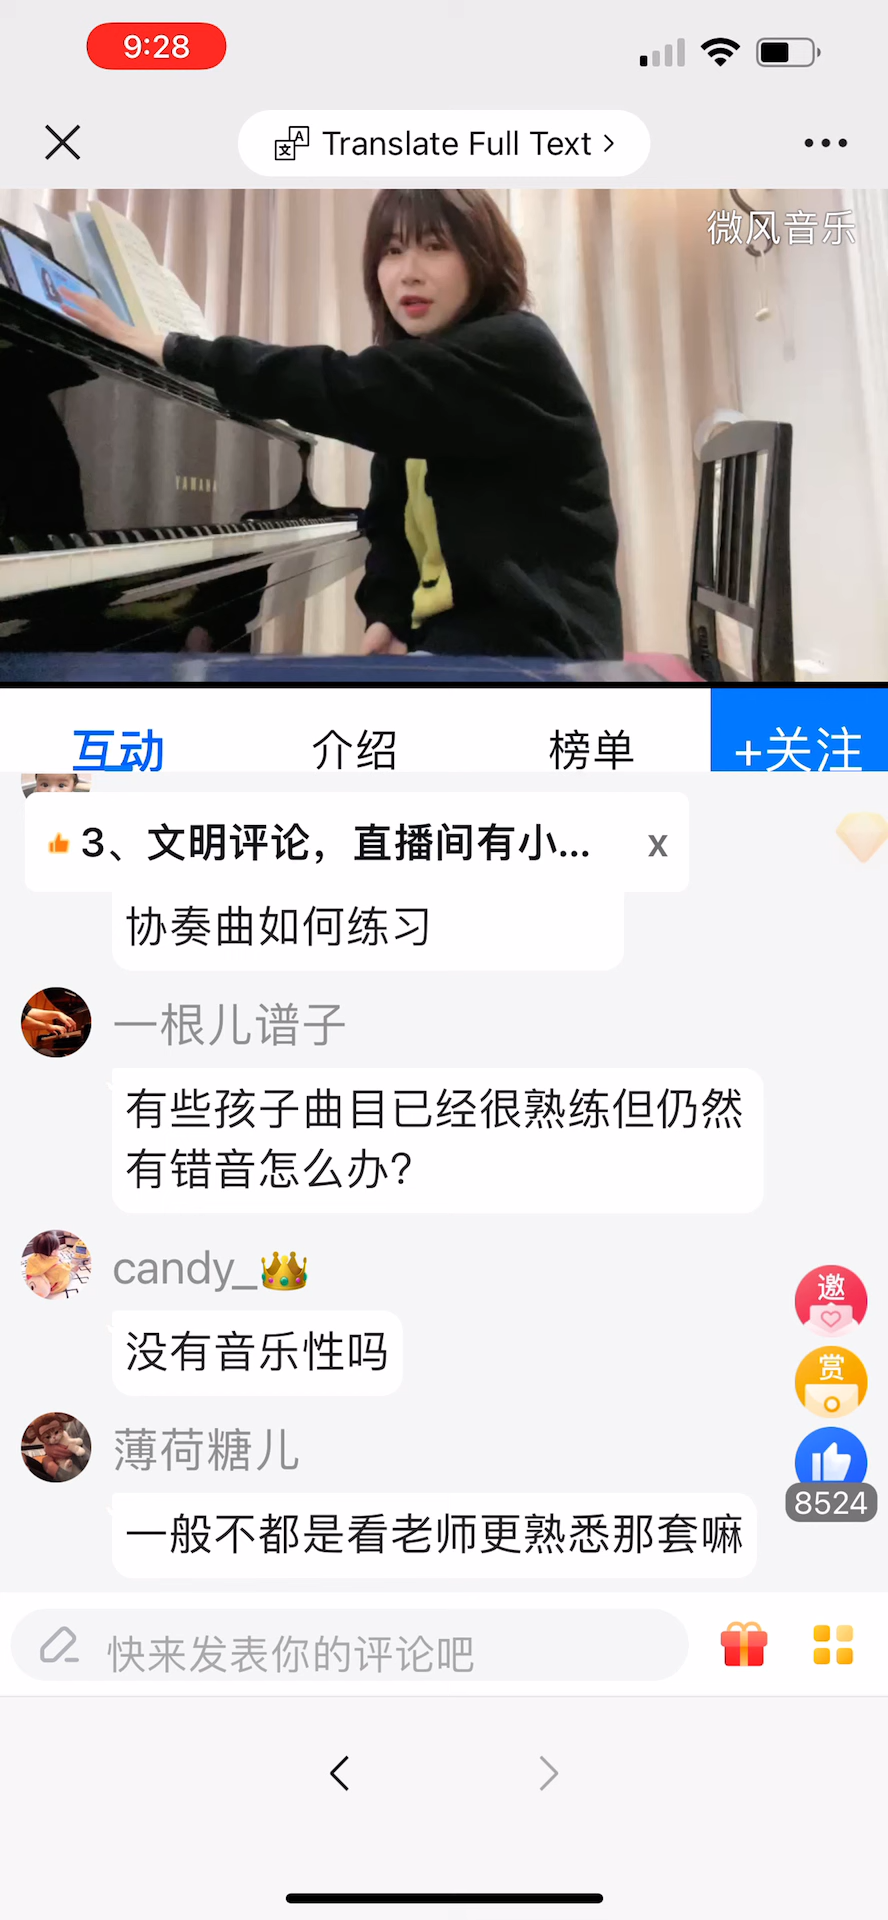 9:28
Translate Full Text >
微风音乐
YAMAHA
互动 介绍 榜单 +关注
3、文明评论，直播间有小... x
协奏曲如何练习
一根儿谱子
有些孩子曲目已经很熟练但仍然
有错音怎么办?
candy_👑
没有音乐性吗
邀
赏
薄荷糖儿
8524
一般不都是看老师更熟悉那套嘛
快来发表你的评论吧